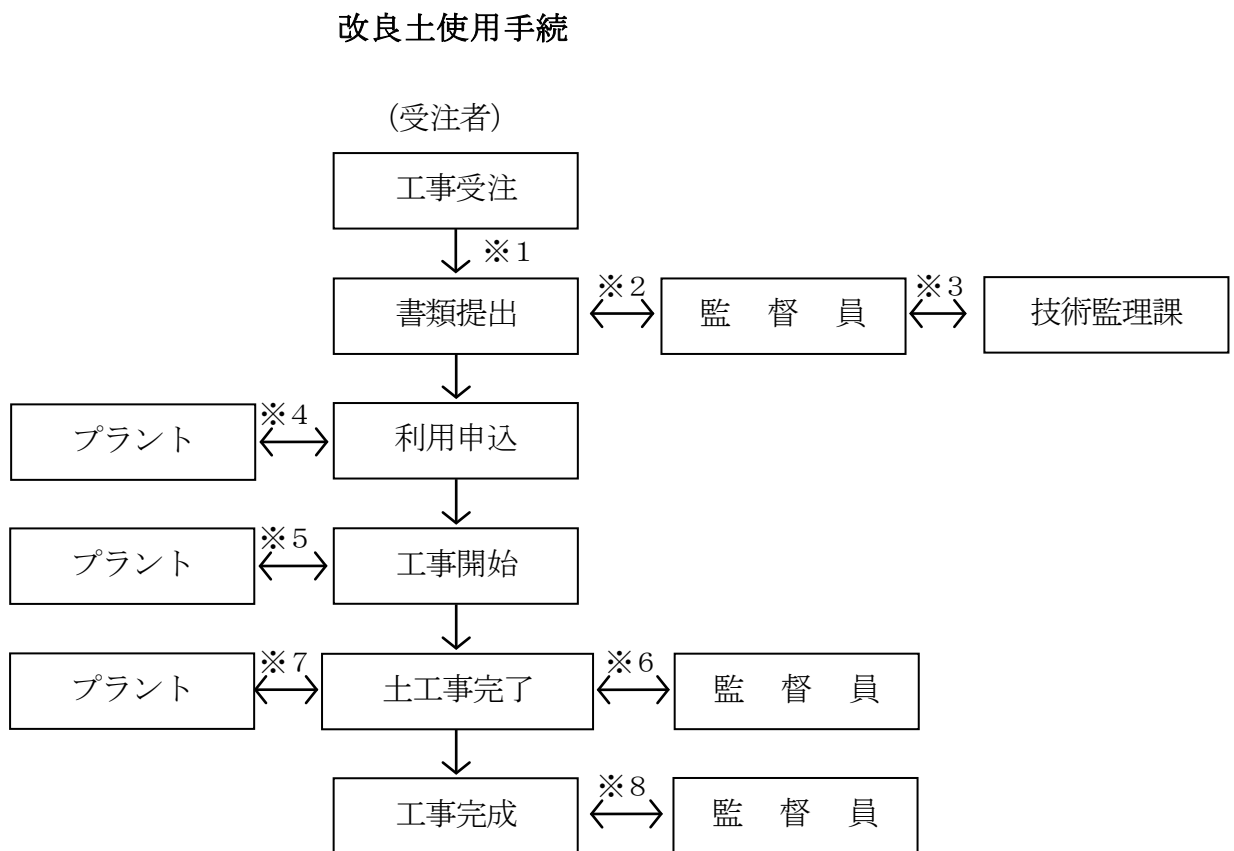 改良土使用手続
(受注者)
工事受注
※1
書類提出 ※2 監 督 員 ※3 技術監理課
プラント ※4 利用申込
プラント ※5 工事開始
プラント ※7 土工事完了 ※6 監 督 員
工事完成 ※8 監 督 員